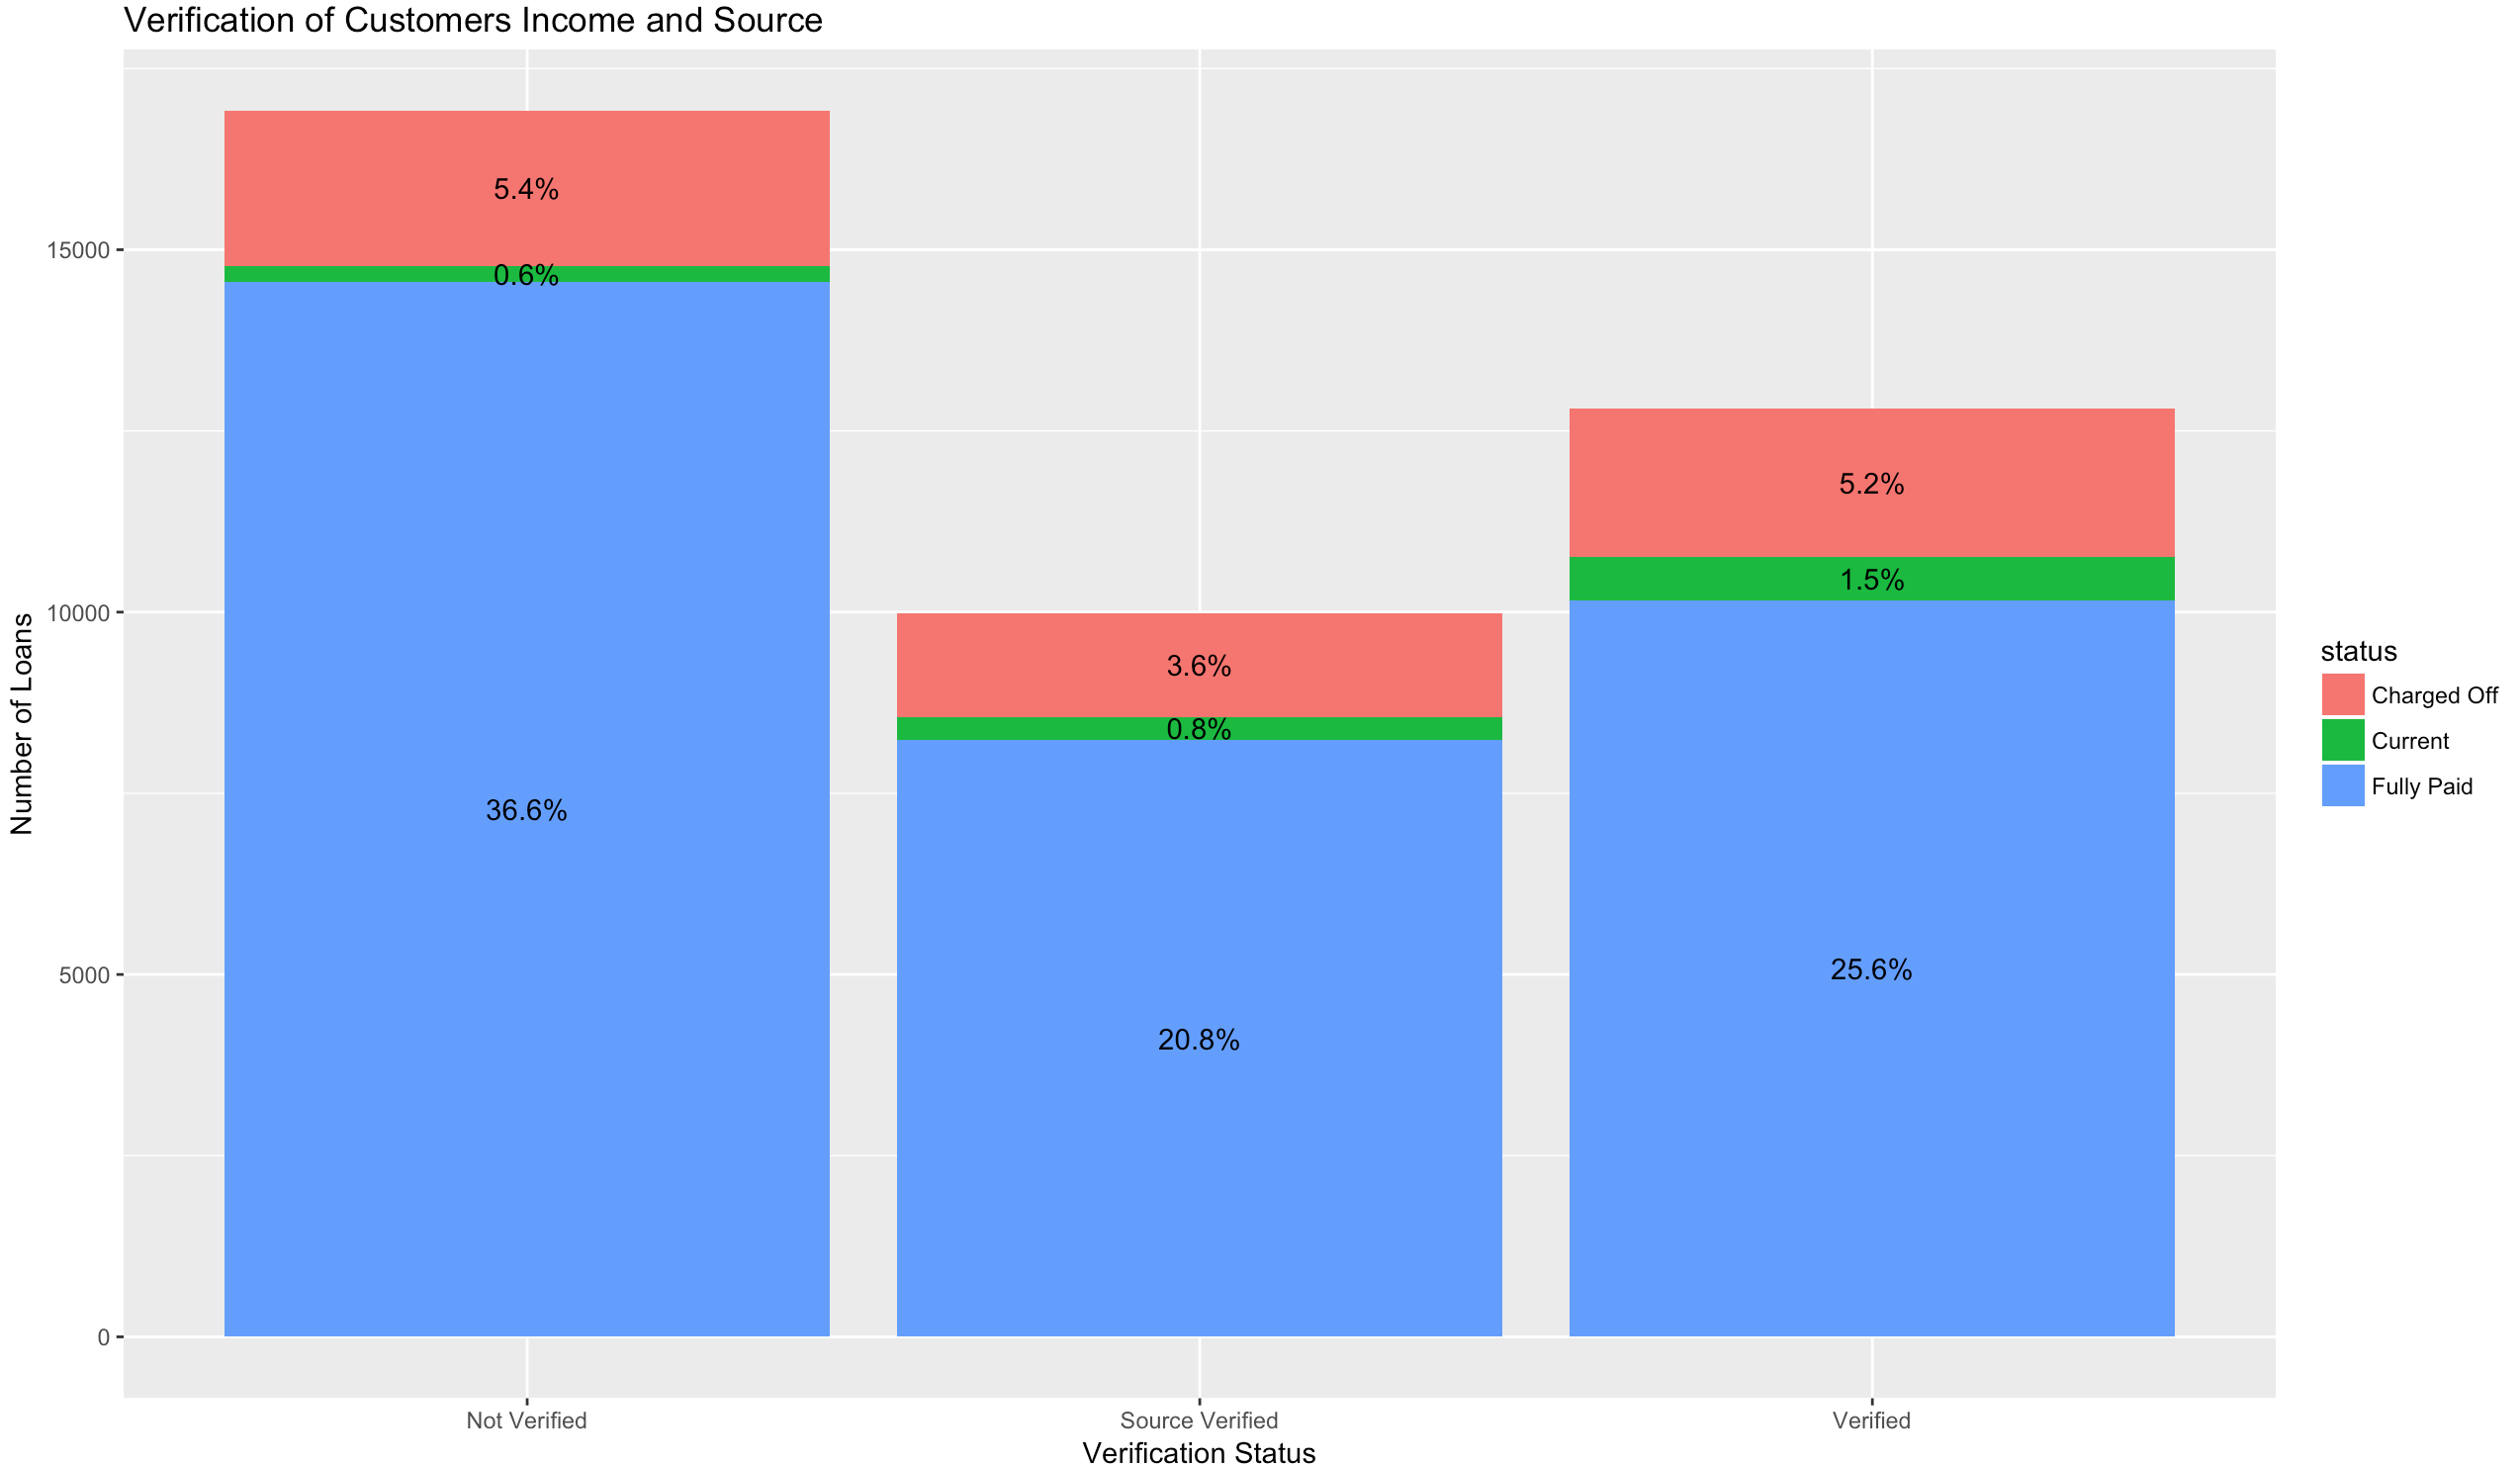 Verification of Customers Income and Source
Number of Loans
15000
10000
5000
0
5.4%
0.6%
36.6%
3.6%
0.8%
20.8%
5.2%
1.5%
25.6%
Not Verified
Source Verified
Verified
Verification Status
status
Charged Off
Current
Fully Paid